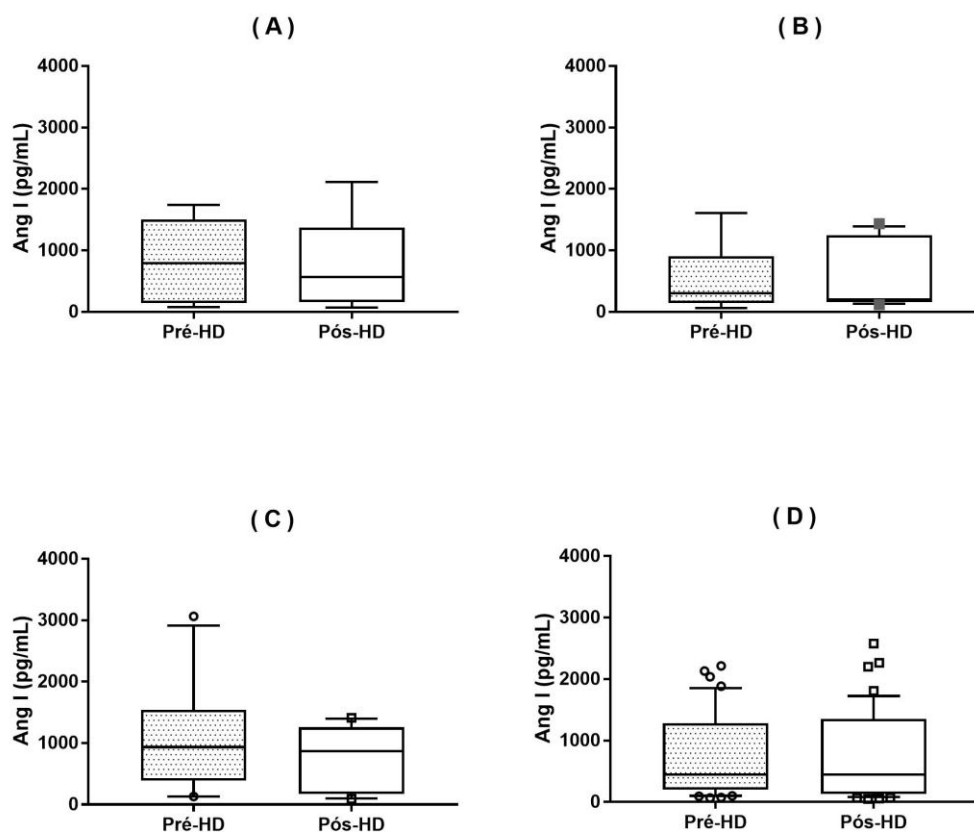 ( A )
4000
3000
2000
1000
0
Ang I (pg/mL)
Pré-HD
Pós-HD
( B )
4000
3000
2000
1000
0
Ang I (pg/mL)
Pré-HD
Pós-HD
( C )
4000
3000
2000
1000
0
Ang I (pg/mL)
Pré-HD
Pós-HD
( D )
4000
3000
2000
1000
0
Ang I (pg/mL)
Pré-HD
Pós-HD